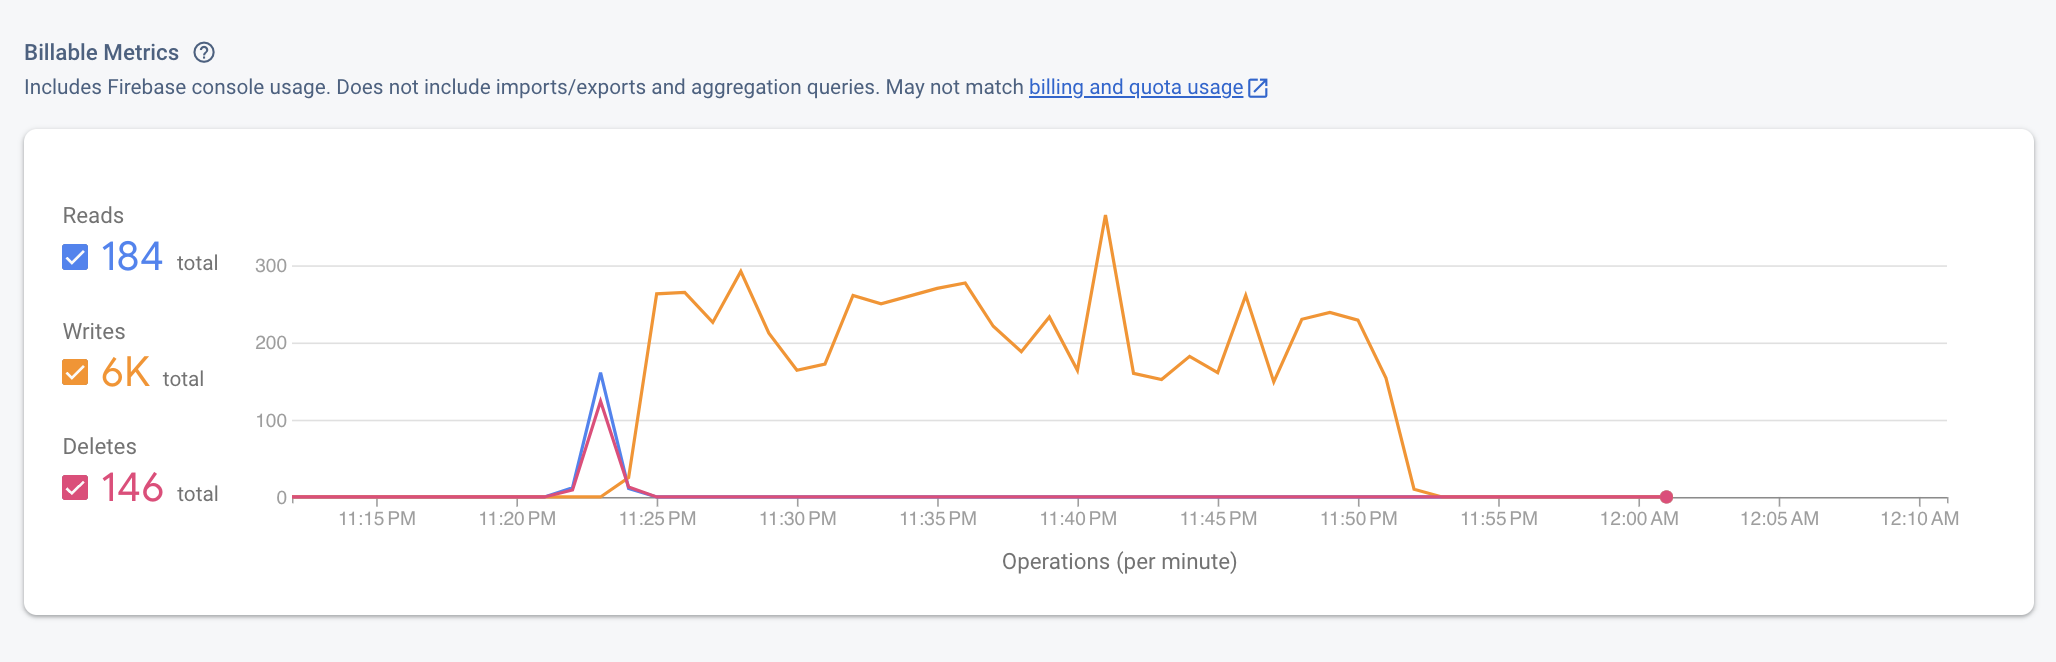 Billable Metrics
Includes Firebase console usage. Does not include imports/exports and aggregation queries. May not match billing and quota usage
Reads
184 total
Writes
6K total
Deletes
146 total
300
200
100
0
11:15 PM 11:20 PM 11:25 PM 11:30 PM 11:35 PM 11:40 PM 11:45 PM 11:50 PM 11:55 PM 12:00 AM 12:05 AM 12:10 AM
Operations (per minute)